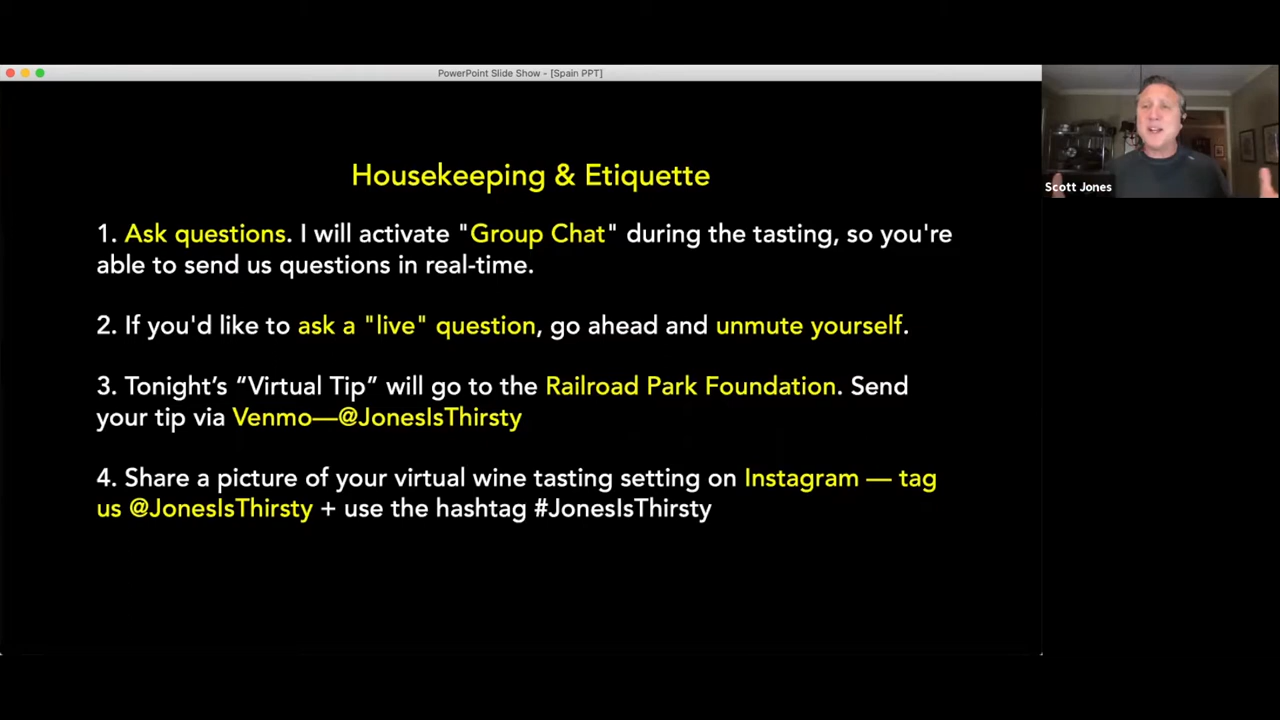 PowerPoint Slide Show - [Spain PPT]
Housekeeping & Etiquette
1. Ask questions. I will activate "Group Chat" during the tasting, so you're
able to send us questions in real-time.
2. If you'd like to ask a "live" question, go ahead and unmute yourself.
3. Tonight’s “Virtual Tip” will go to the Railroad Park Foundation. Send
your tip via Venmo—@JonesIsThirsty
4. Share a picture of your virtual wine tasting setting on Instagram — tag
us @JonesIsThirsty + use the hashtag #JonesIsThirsty
Scott Jones